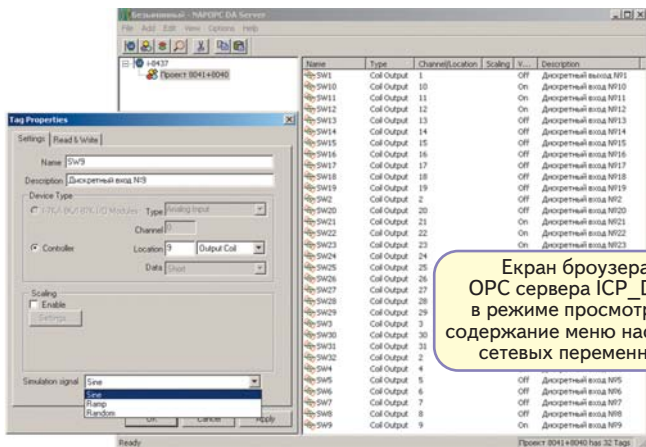 Безымянный - NAPOPC DA Server
File Add Edit View Options Help
i-8437
Проект 8041+8040
Name Type Channel/Location Scaling V... Description
SW1 Coil Output 1 Off Дискретный выход №1
SW10 Coil Output 10 On Дискретный вход №10
SW11 Coil Output 11 On Дискретный вход №11
SW12 Coil Output 12 On Дискретный вход №12
SW13 Coil Output 13 Off Дискретный вход №13
SW14 Coil Output 14 Off Дискретный вход №14
SW15 Coil Output 15 Off Дискретный вход №15
SW16 Coil Output 16 Off Дискретный вход №16
SW17 Coil Output 17 Off Дискретный вход №17
SW18 Coil Output 18 Off Дискретный вход №18
SW19 Coil Output 19 Off Дискретный вход №19
SW2 Coil Output 2 Off Дискретный вход №2
SW20 Coil Output 20 Off Дискретный вход №20
SW21 Coil Output 21 On Дискретный вход №21
SW22 Coil Output 22 On Дискретный вход №22
SW23 Coil Output 23 On Дискретный вход №23
SW24 Coil Output 24
SW25 Coil Output 25
SW26 Coil Output 26
SW27 Coil Output 27
SW28 Coil Output 28
SW29 Coil Output 29
SW3 Coil Output 3
SW30 Coil Output 30
SW31 Coil Output 31
SW32 Coil Output 2
SW4 Coil Output 4
SW5 Coil Output 5 Off Дискретный вход №5
SW6 Coil Output 6 Off Дискретный вход №6
SW7 Coil Output 7 Off Дискретный вход №7
SW8 Coil Output 8 Off Дискретный вход №8
SW9 Coil Output 9 On Дискретный вход №9
Ready Проект 8041+8040 has 32 Tags
Tag Properties
Settings Read & Write
Name SW9
Description Дискретный вход №9
Device Type
I-7K/I-8K/I-87K I/O Modules Type Analog Input
Channel 0
Controller Location 9 Output Coil
Data Short
Scaling
Enable
Settings...
Simulation signal Sine
Sine
Ramp
Random
OK Cancel Apply
Екран броузера
OPC сервера ICP_D
в режиме просмотр
содержание меню нас
сетевых переменн